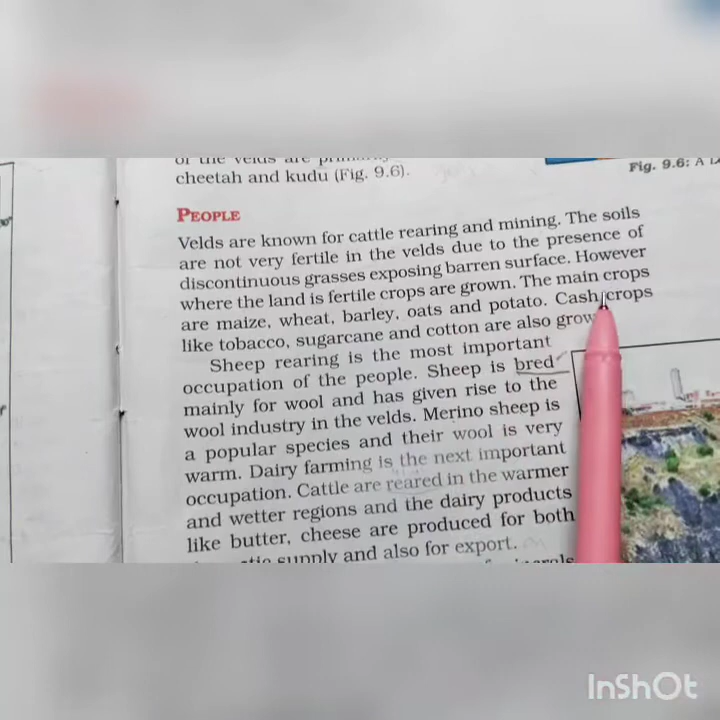 of the velds are
cheetah and kudu (Fig. 9.6).
Fig. 9.6: A
PEOPLE
Velds are known for cattle rearing and mining. The soils
are not very fertile in the velds due to the presence of
discontinuous grasses exposing barren surface. However
where the land is fertile crops are grown. The main crops
are maize, wheat, barley, oats and potato. Cash crops
like tobacco, sugarcane and cotton are also
Sheep rearing is the most important
occupation of the people. Sheep is bred
mainly for wool and has given rise to the
wool industry in the velds. Merino sheep is
a popular species and their wool is very
warm. Dairy farming is the next important
occupation. Cattle are reared in the warmer
and wetter regions and the dairy products
like butter, cheese are produced for both
supply and also for export.
InShOt